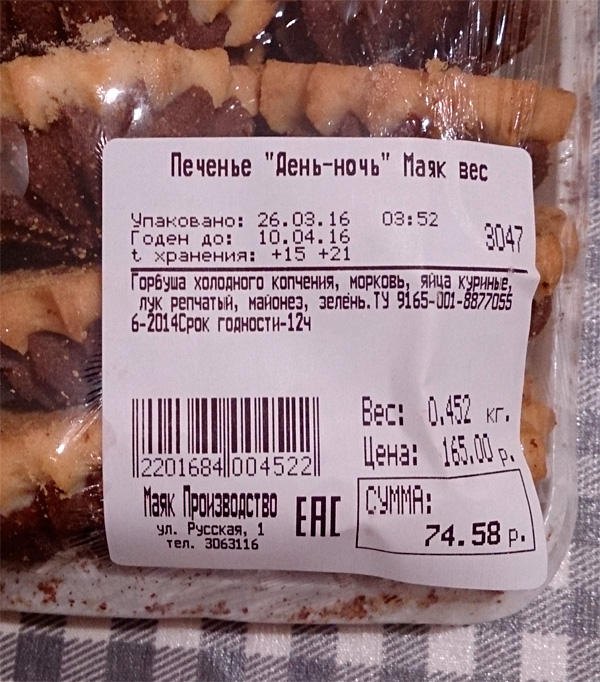 Печенье "День-ночь" Маяк вес
Упаковано: 26.03.16 03:52
Годен до: 10.04.16 3047
t хранения: +15 +21
Горбуша холодного копчения, морковь, яйца куриные,
лук репчатый, майонез, зелень.ТУ 9165-001-8877055
6-2014Срок годности-12ч
Вес: 0.452 кг.
Цена: 165.00 р.
2201684 004522
Маяк Производство
ул. Русская, 1
тел. 3063116
ЕАС
СУММА:
74.58 р.